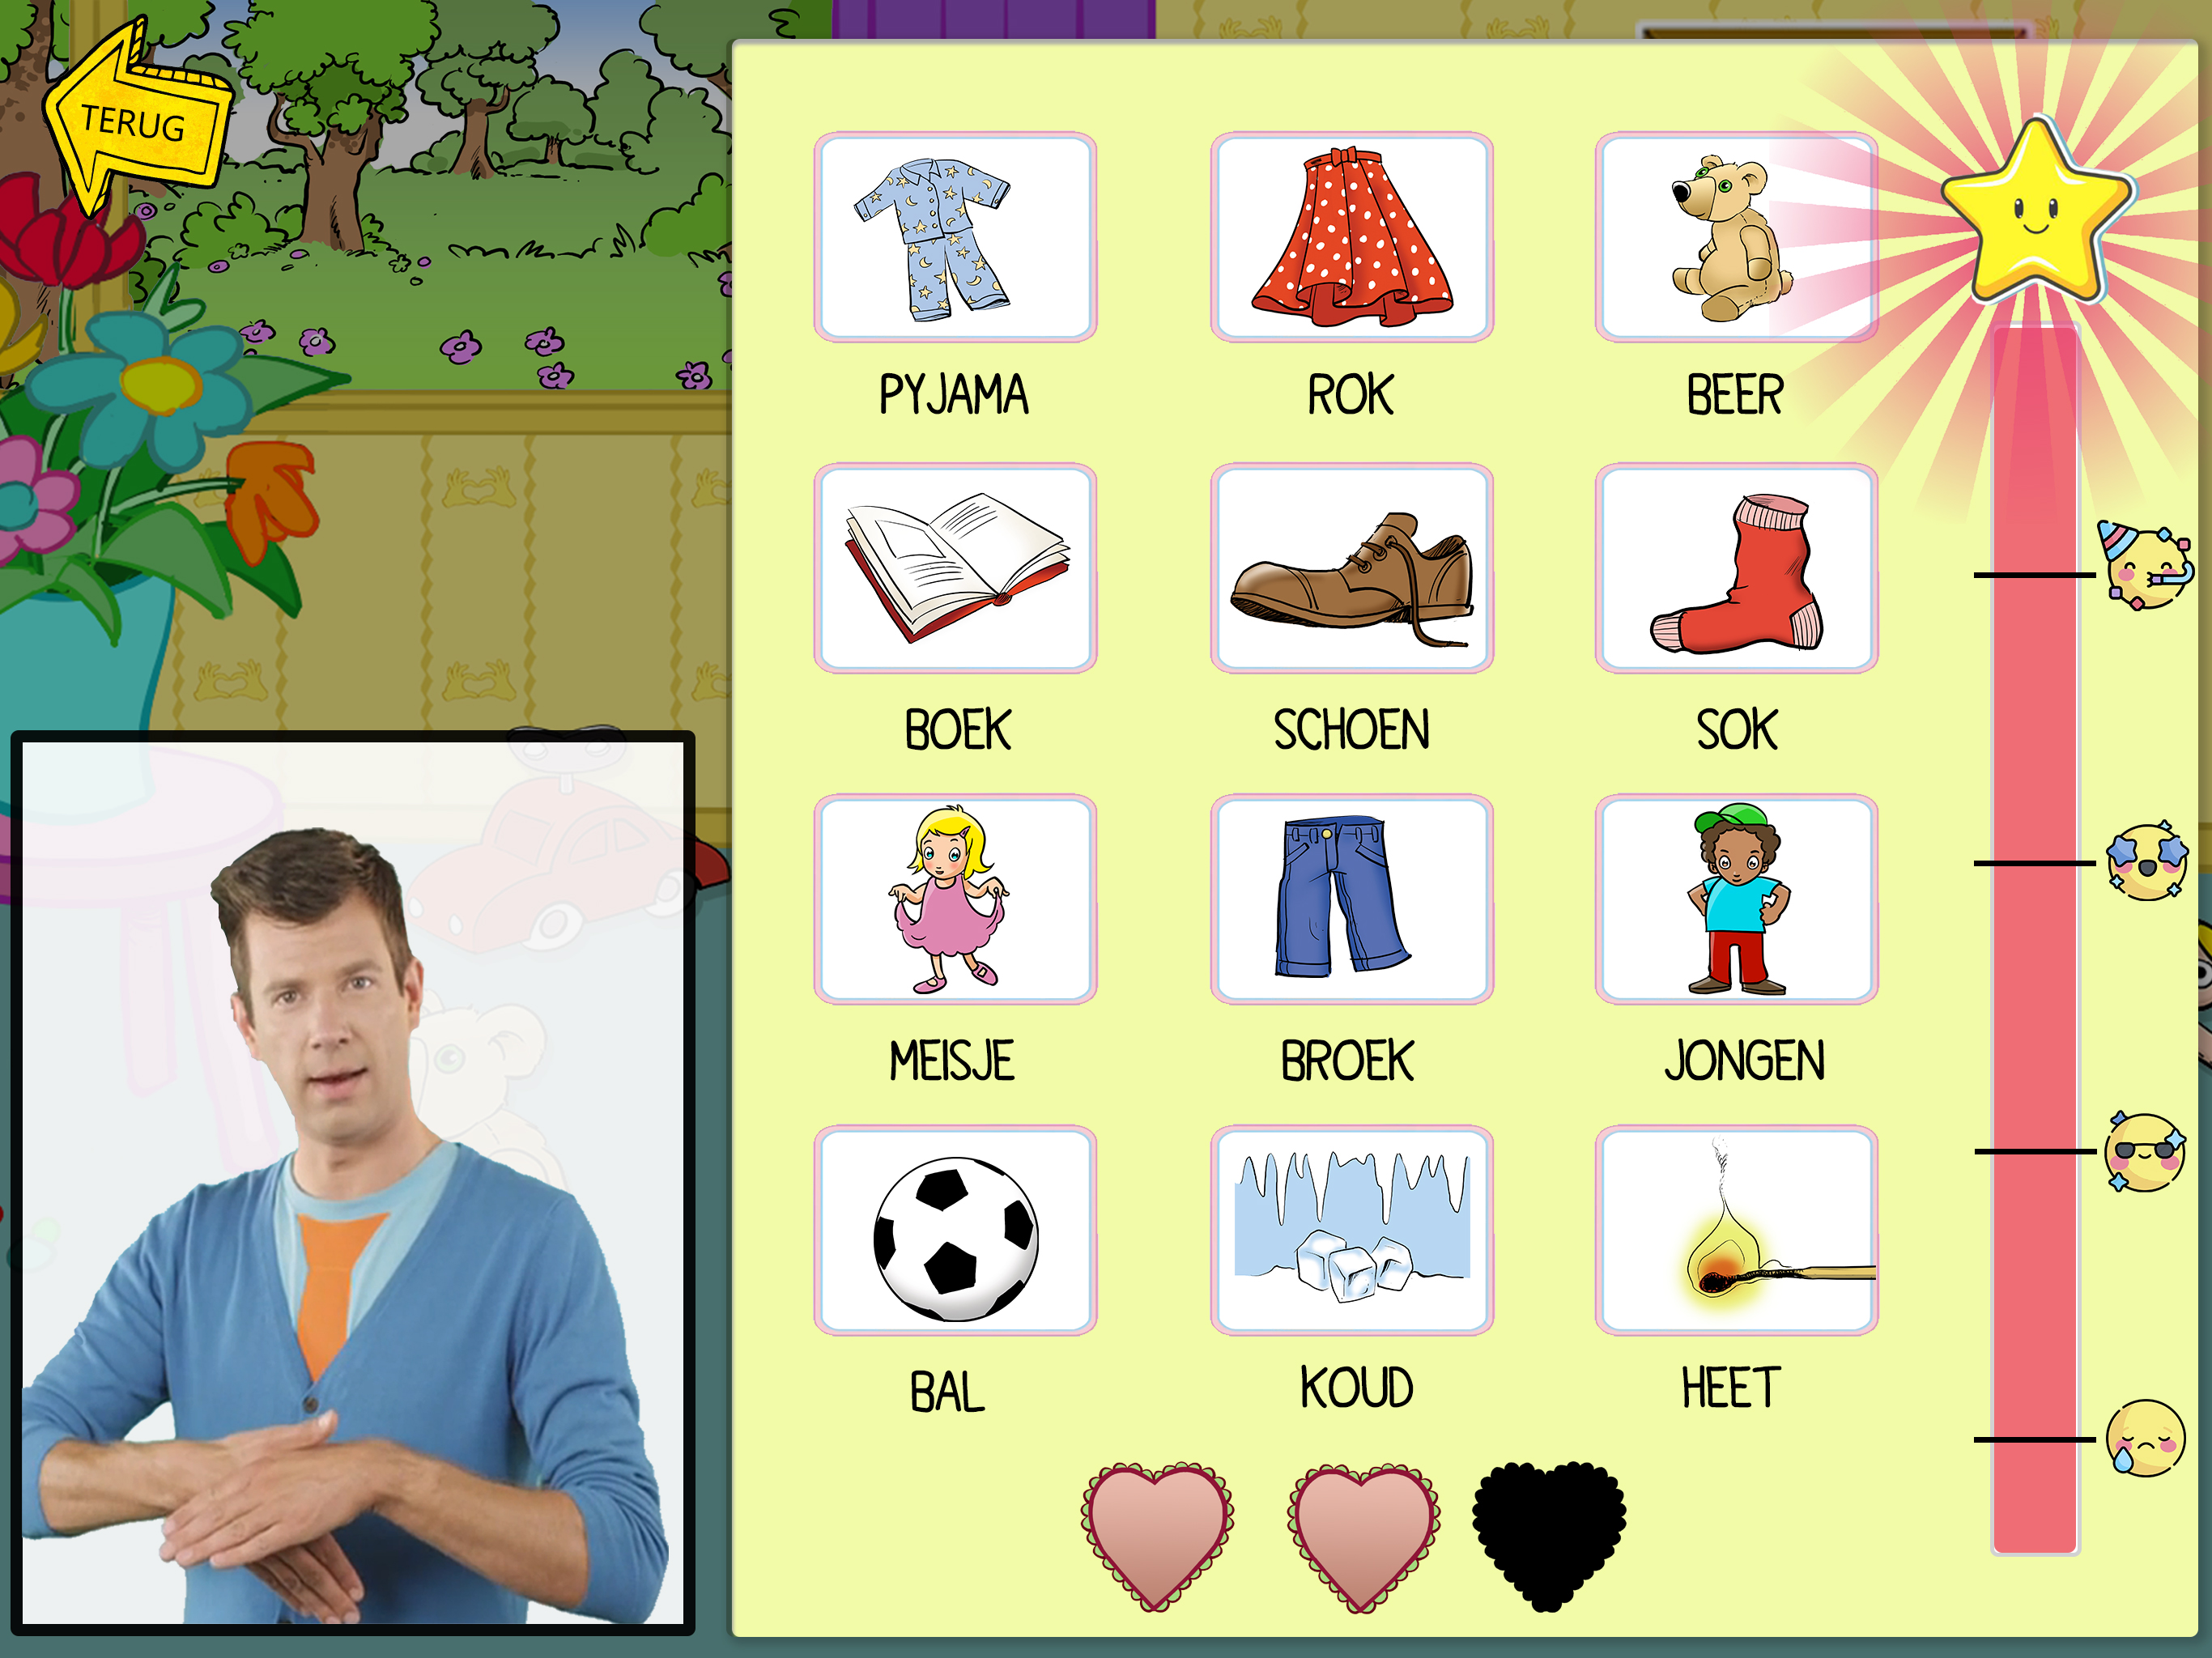 TERUG
PYJAMA
ROK
BEER
BOEK
SCHOEN
SOK
MEISJE
BROEK
JONGEN
BAL
KOUD
HEET